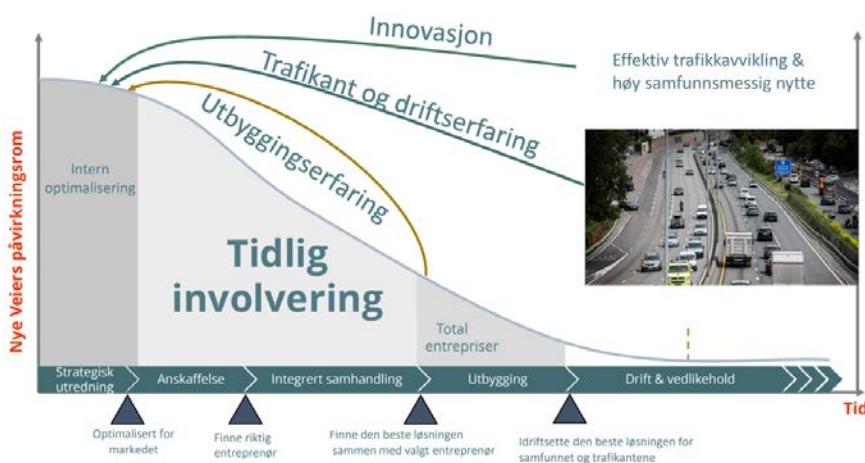 Innovasjon
Trafikant og driftserfaring
Utbyggingserfaring
Effektiv trafikkavvikling &
høy samfunnsmessig nytte
Nye Veiers påvirkningsrom
Intern
optimalisering
Tidlig
involvering
Total
entrepriser
Strategisk
utredning
Anskaffelse
Integrert samhandling
Utbygging
Drift & vedlikehold
Tid
Optimalisert for
markedet
Finne riktig
entreprenør
Finne den beste løsningen
sammen med valgt entreprenør
Idriftsette den beste løsningen for
samfunnet og trafikantene